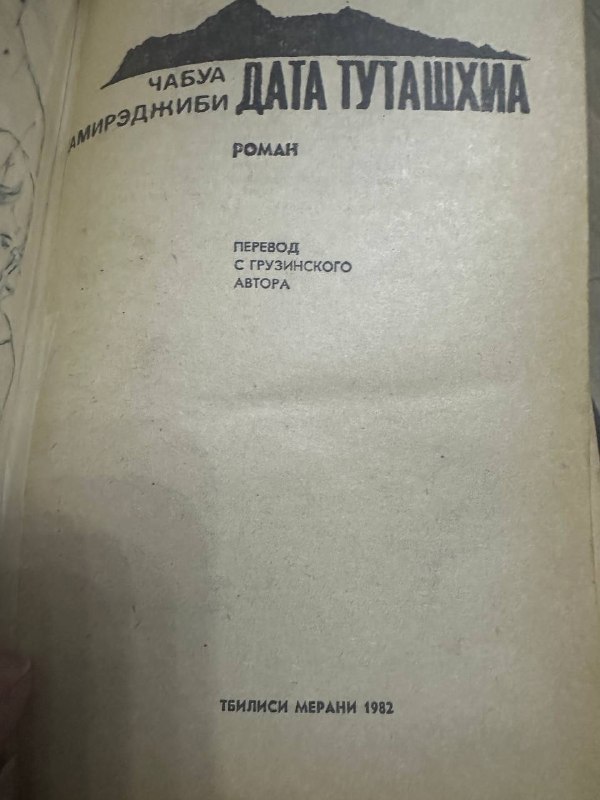 ЧАБУА
АМИРЭДЖИБИ
ДАТА ТУТАШХИА
РОМАН
ПЕРЕВОД
С ГРУЗИНСКОГО
АВТОРА
ТБИЛИСИ МЕРАНИ 1982